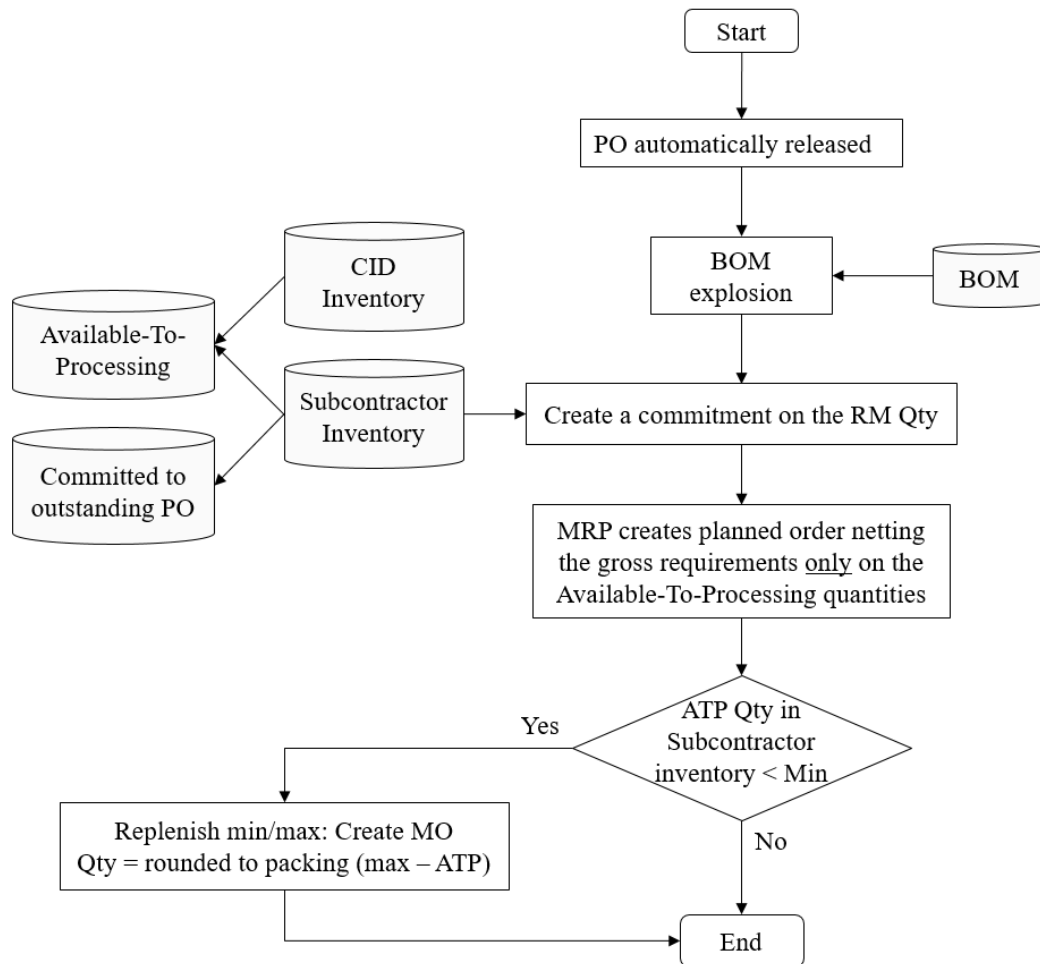 Start
PO automatically released
BOM
explosion
BOM
CID
Inventory
Available-To-
Processing
Subcontractor
Inventory
Committed to
outstanding PO
Create a commitment on the RM Qty
MRP creates planned order netting
the gross requirements only on the
Available-To-Processing quantities
ATP Qty in
Subcontractor
inventory < Min
Yes
No
Replenish min/max: Create MO
Qty = rounded to packing (max – ATP)
End